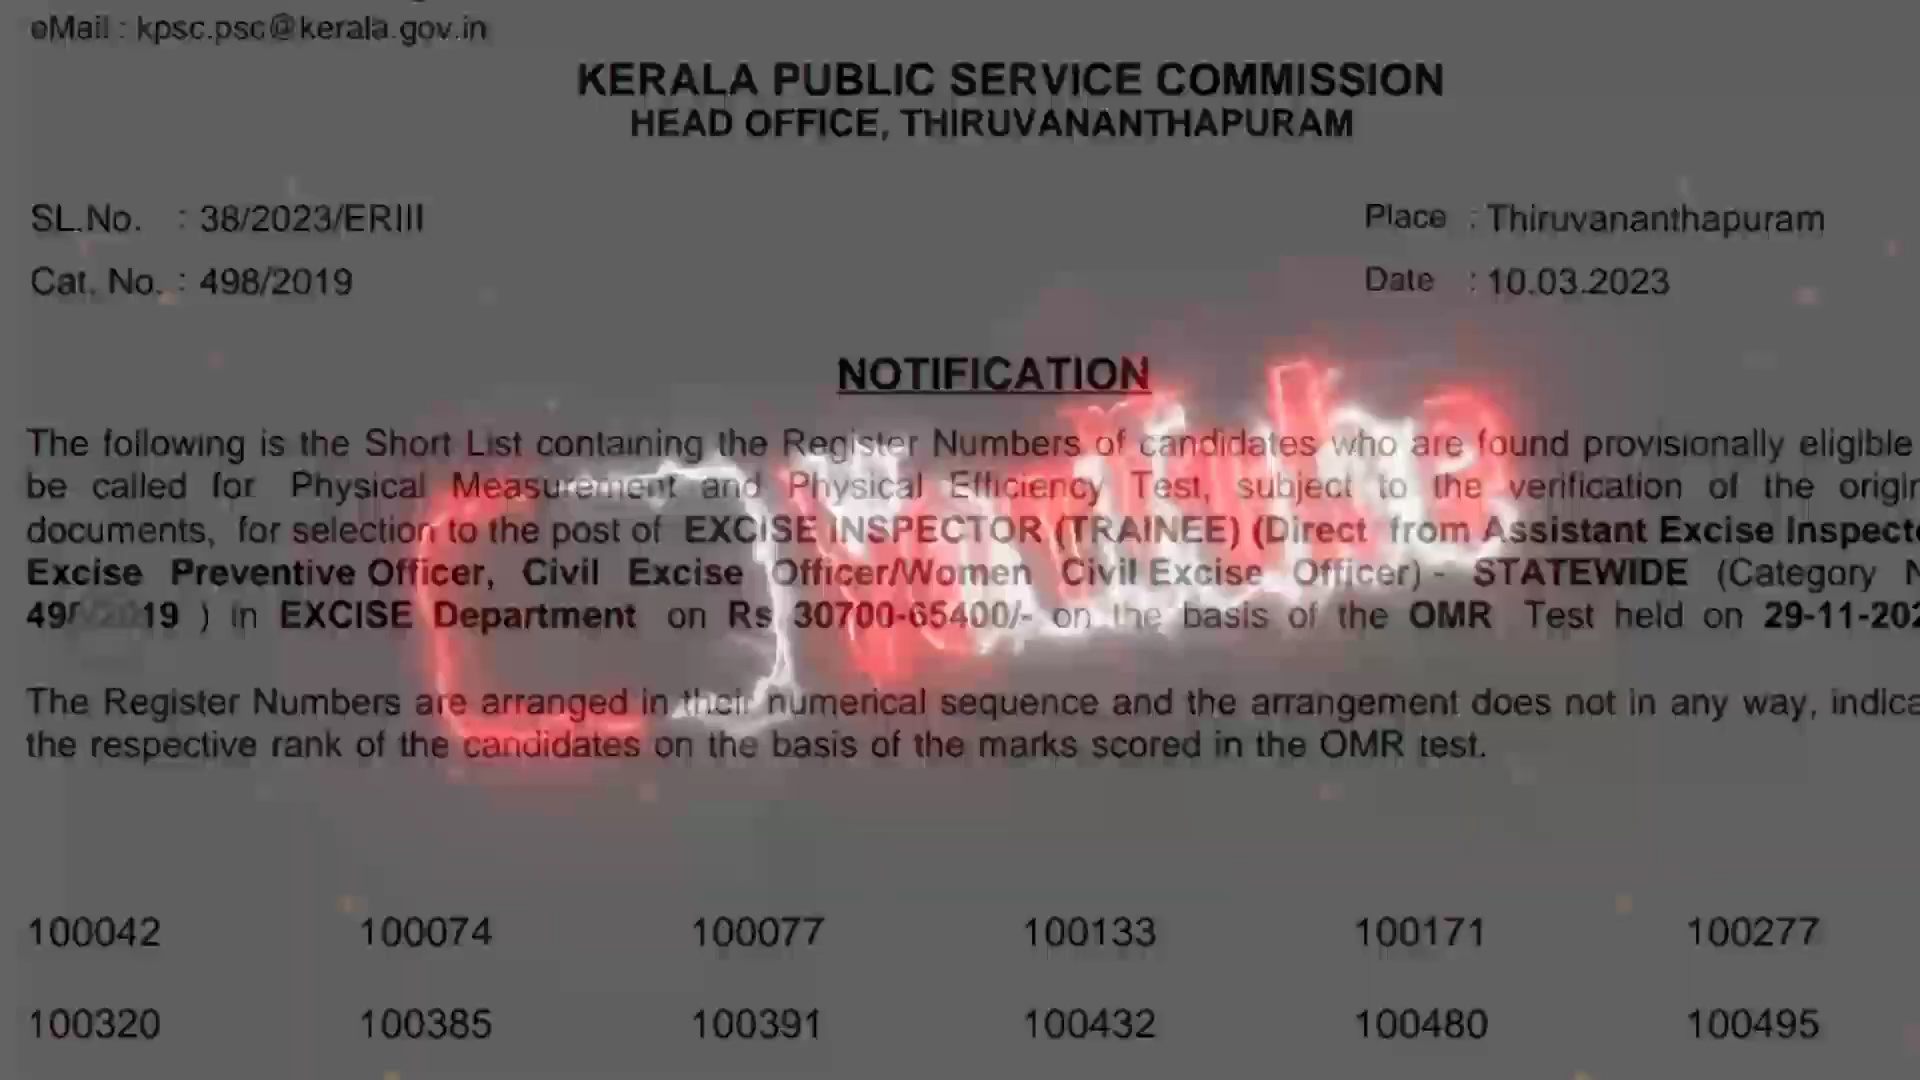 eMail : kpsc.psc@kerala.gov.in
KERALA PUBLIC SERVICE COMMISSION
HEAD OFFICE, THIRUVANANTHAPURAM
SL.No. : 38/2023/ERIII
Place : Thiruvananthapuram
Cat. No. : 498/2019
Date : 10.03.2023
NOTIFICATION
The following is the Short List containing the Register Numbers of candidates who are found provisionally eligible
be called for Physical Measurement and Physical Efficiency Test, subject to the verification of the origin
documents, for selection to the post of EXCISE INSPECTOR (TRAINEE) (Direct from Assistant Excise Inspecto
Excise Preventive Officer, Civil Excise Officer/Women Civil Excise Officer) - STATEWIDE (Category N
498/2019 ) in EXCISE Department on Rs 30700-65400/- on the basis of the OMR Test held on 29-11-202
The Register Numbers are arranged in their numerical sequence and the arrangement does not in any way, indica
the respective rank of the candidates on the basis of the marks scored in the OMR test.
100042 100074 100077 100133 100171 100277
100320 100385 100391 100432 100480 100495
YouTube